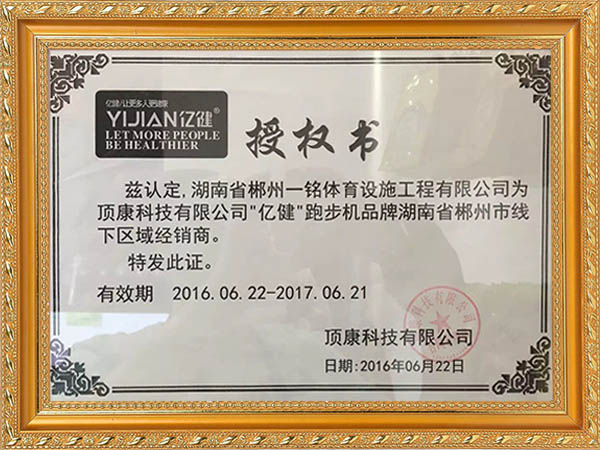 亿健/让更多人更健康
YIJIAN亿健®
LET MORE PEOPLE
BE HEALTHIER
授权书
兹认定,湖南省郴州一铭体育设施工程有限公司为
顶康科技有限公司"亿健"跑步机品牌湖南省郴州市线
下区域经销商。
特发此证。
有效期 2016.06.22-2017.06.21
顶康科技有限公司
日期:2016年06月22日